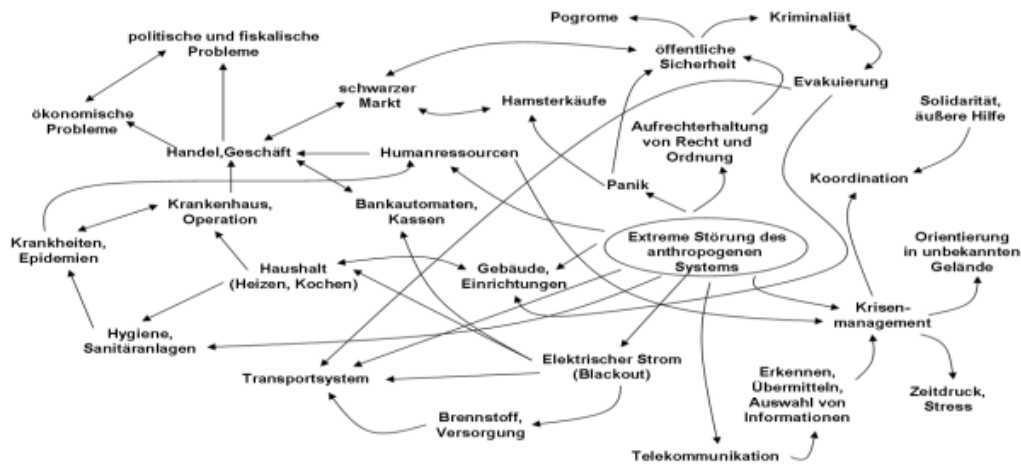 Pogrome
Kriminaliät
politische und fiskalische
Probleme
öffentliche
Sicherheit
schwarzer
Markt
Hamsterkäufe
Evakuierung
ökonomische
Probleme
Solidarität,
äußere Hilfe
Aufrechterhaltung
von Recht und
Ordnung
Handel,Geschäft
Humanressourcen
Panik
Koordination
Krankenhaus,
Operation
Bankautomaten,
Kassen
Krankheiten,
Epidemien
Extreme Störung des
anthropogenen
Systems
Orientierung
in unbekannten
Gelände
Haushalt
(Heizen, Kochen)
Gebäude,
Einrichtungen
Krisen-
management
Hygiene,
Sanitäranlagen
Transportsystem
Elektrischer Strom
(Blackout)
Erkennen,
Übermitteln,
Auswahl von
Informationen
Zeitdruck,
Stress
Brennstoff,
Versorgung
Telekommunikation